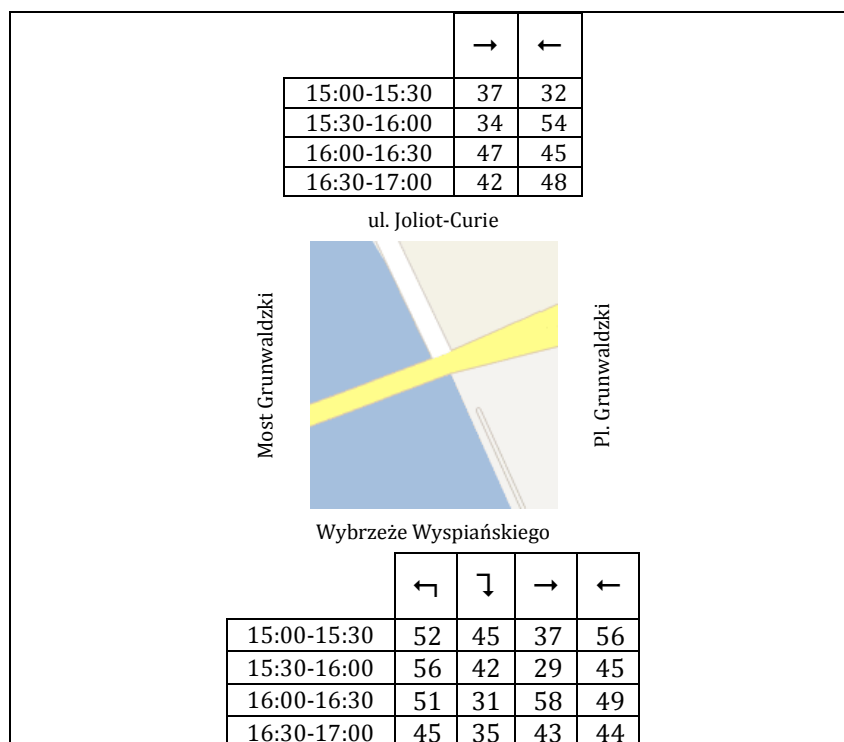 → ←
15:00-15:30 37 32
15:30-16:00 34 54
16:00-16:30 47 45
16:30-17:00 42 48
ul. Joliot-Curie
Most Grunwaldzki
Pl. Grunwaldzki
Wybrzeże Wyspiańskiego
↰ ↴ → ←
15:00-15:30 52 45 37 56
15:30-16:00 56 42 29 45
16:00-16:30 51 31 58 49
16:30-17:00 45 35 43 44